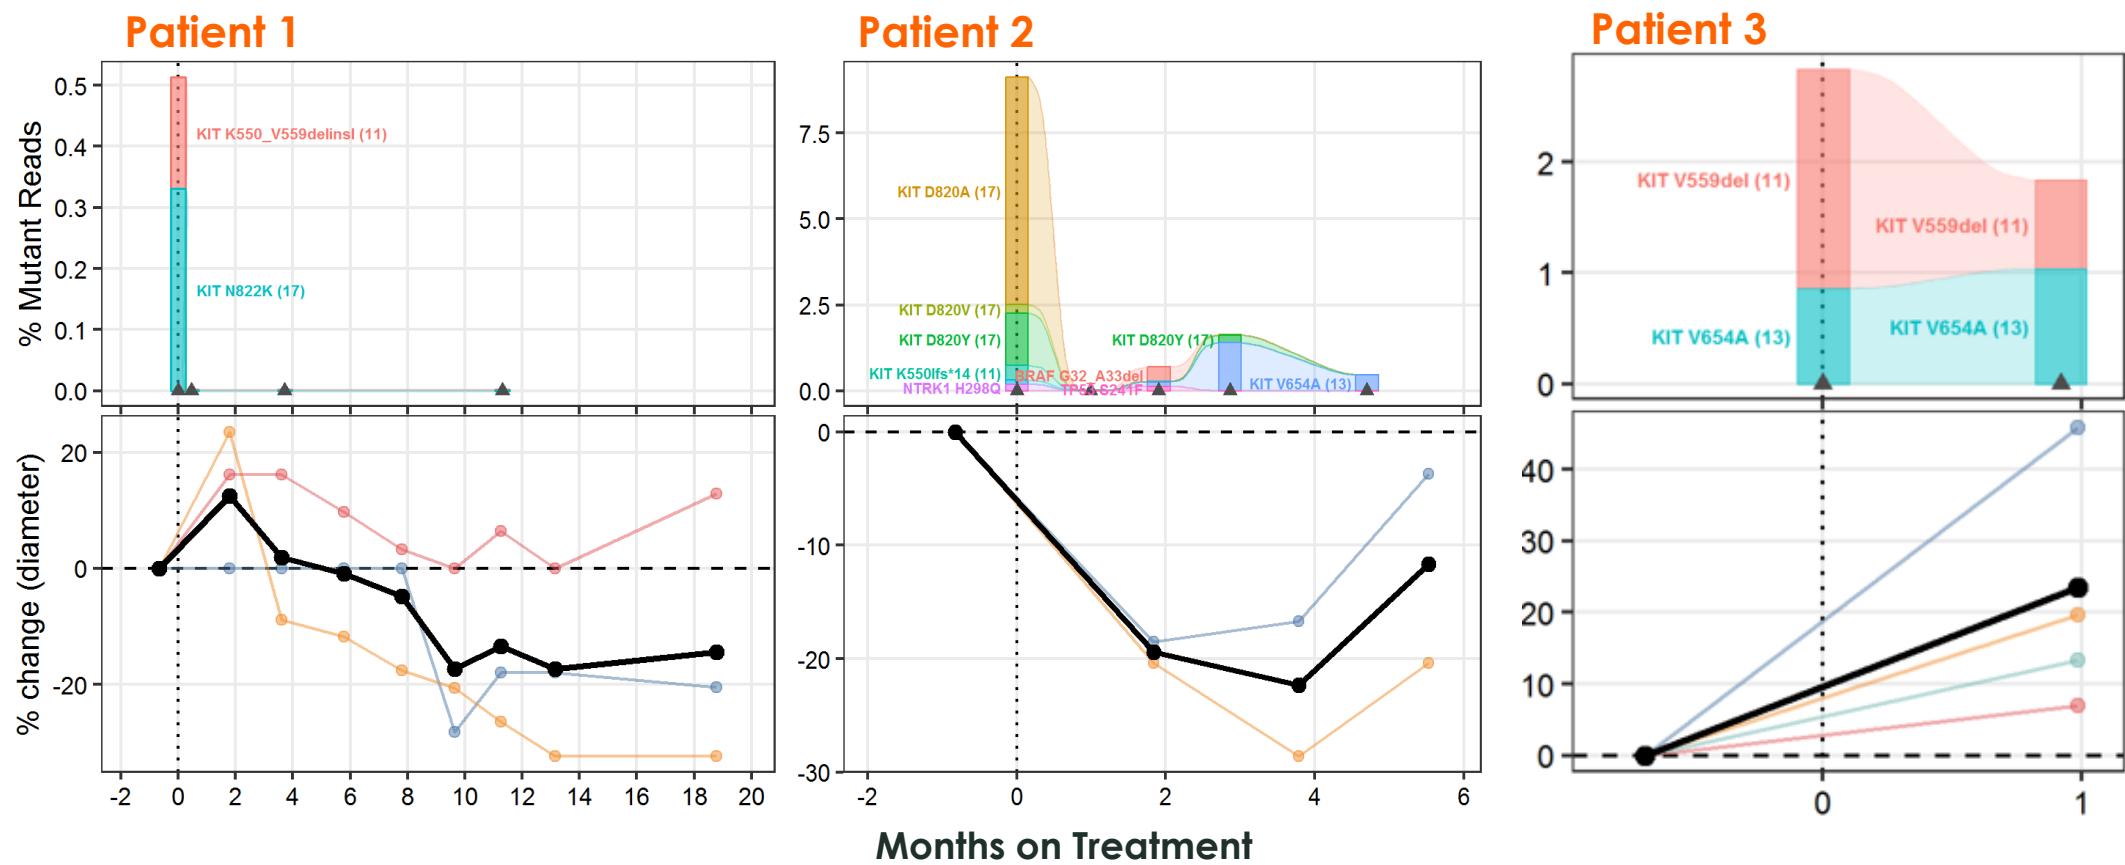 Patient 1
Patient 2
Patient 3
% Mutant Reads
0.5
0.4
0.3
0.2
0.1
0.0
KIT K550_V559delinsI (11)
KIT N822K (17)
7.5
5.0
2.5
0.0
KIT D820A (17)
KIT D820V (17)
KIT D820Y (17)
KIT K550Ifs*14 (11)
NTRK1 H298Q
BRAF G32_A33del
TP53 S241F
KIT D820Y (17)
KIT V654A (13)
2
1
0
KIT V559del (11)
KIT V654A (13)
KIT V559del (11)
KIT V654A (13)
% change (diameter)
20
0
-20
-2 0 2 4 6 8 10 12 14 16 18 20
0
-10
-20
-30
-2 0 2 4 6
40
30
20
10
0
0 1
Months on Treatment